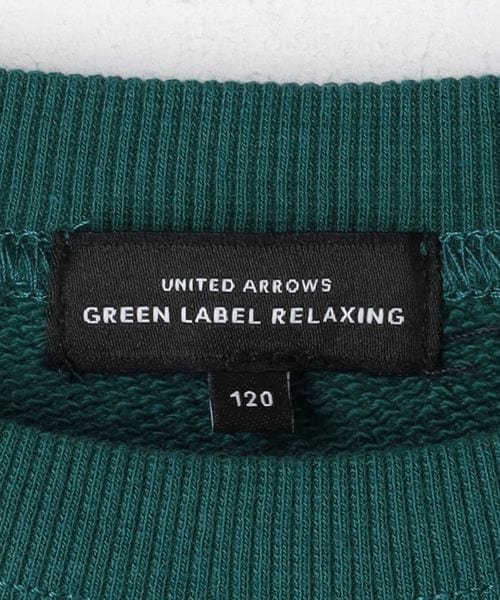 UNITED ARROWS
GREEN LABEL RELAXING
120